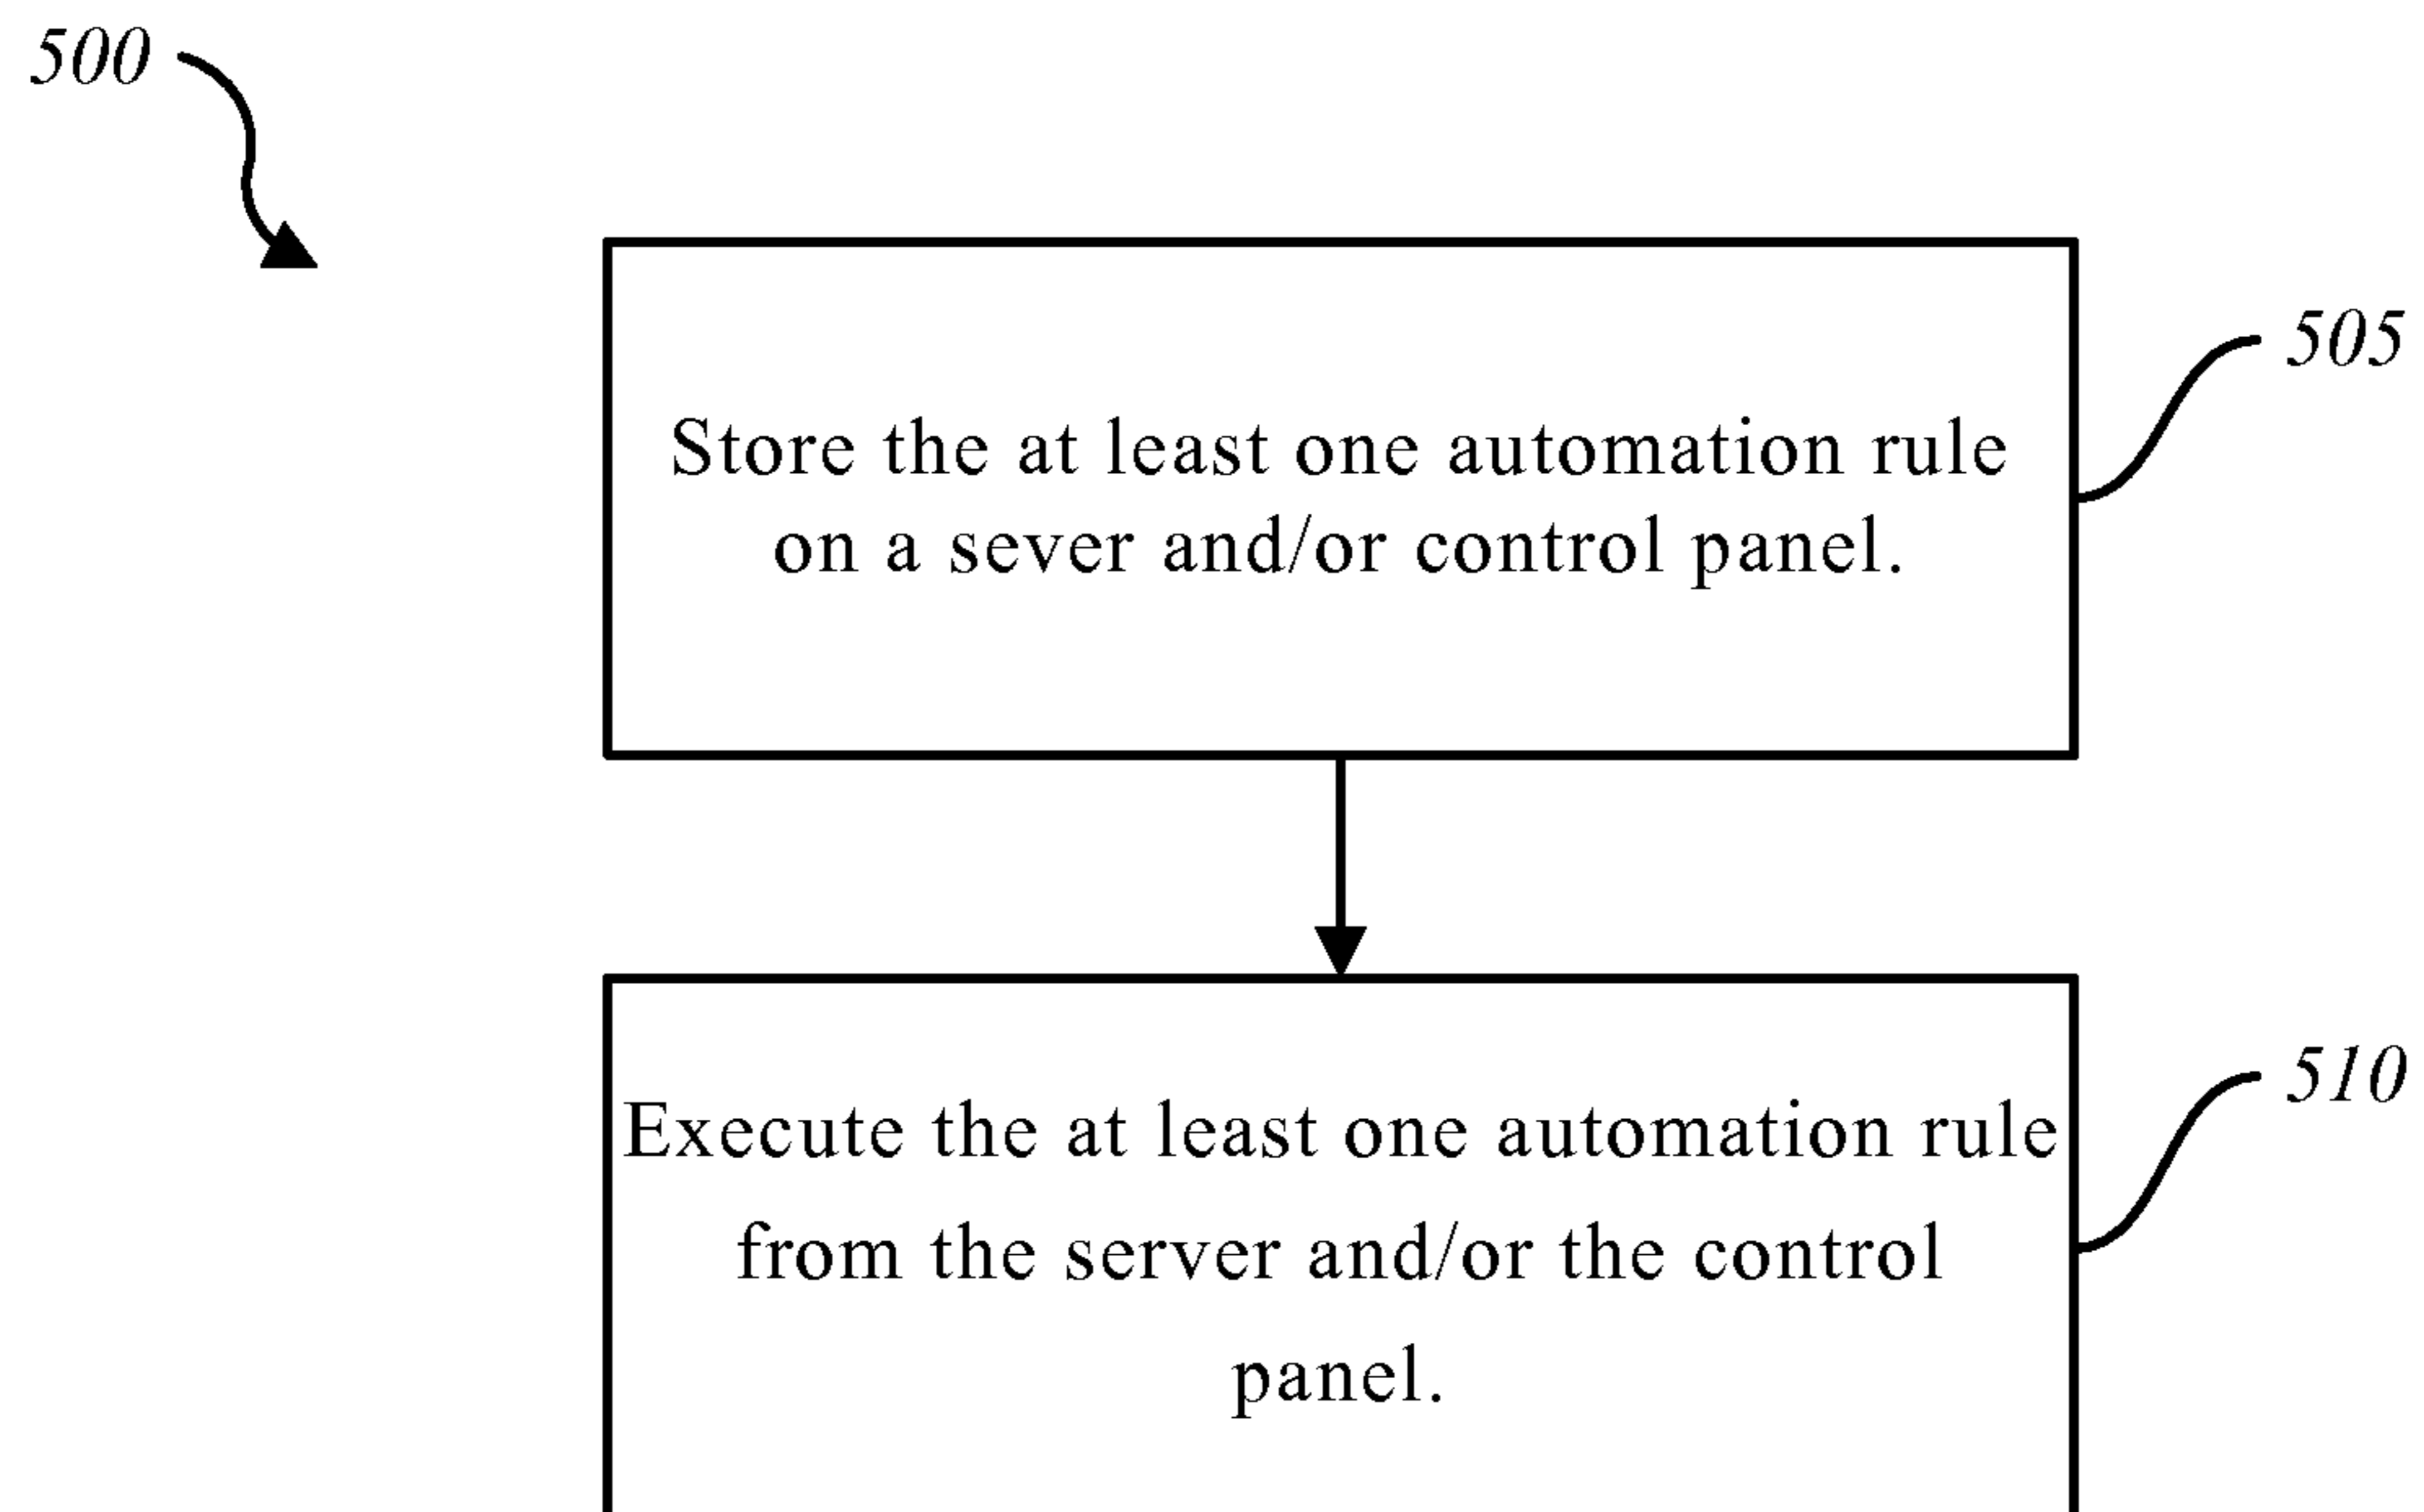 500
505
Store the at least one automation rule
on a sever and/or control panel.
510
Execute the at least one automation rule
from the server and/or the control
panel.